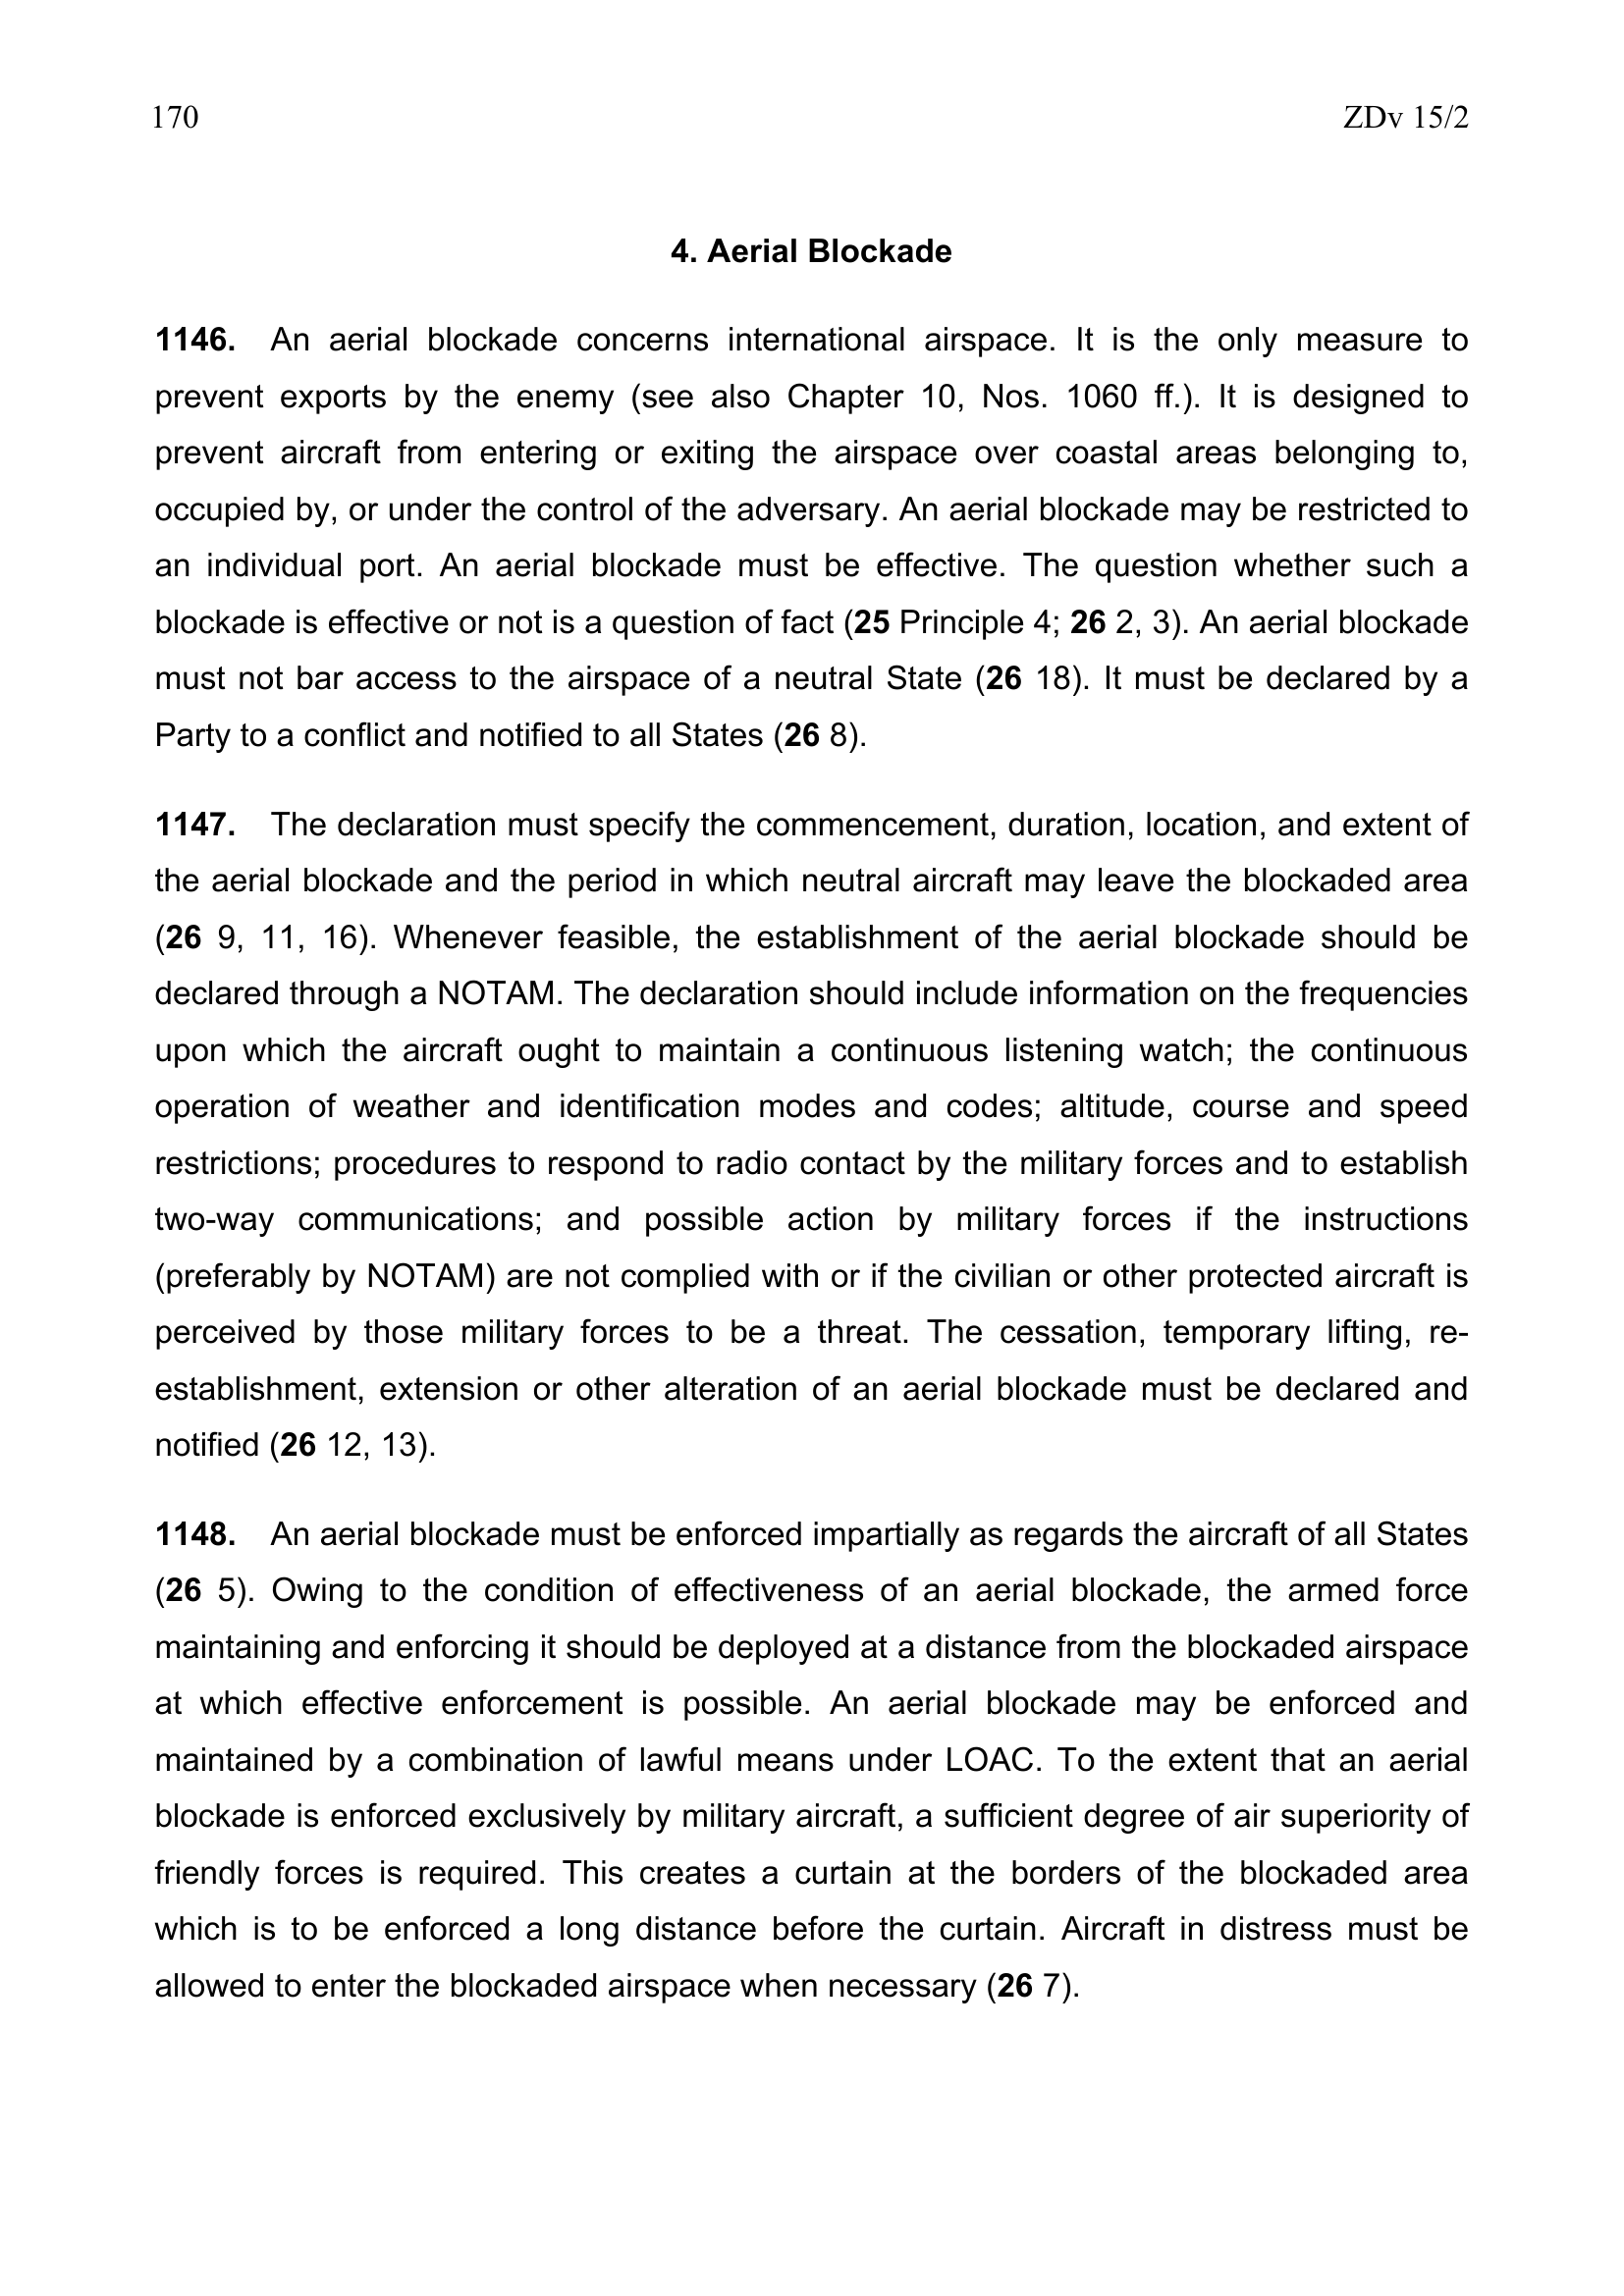 170
ZDv 15/2
4. Aerial Blockade
1146. An aerial blockade concerns international airspace. It is the only measure to
prevent exports by the enemy (see also Chapter 10, Nos. 1060 ff.). It is designed to
prevent aircraft from entering or exiting the airspace over coastal areas belonging to,
occupied by, or under the control of the adversary. An aerial blockade may be restricted to
an individual port. An aerial blockade must be effective. The question whether such a
blockade is effective or not is a question of fact (25 Principle 4; 26 2, 3). An aerial blockade
must not bar access to the airspace of a neutral State (26 18). It must be declared by a
Party to a conflict and notified to all States (26 8).
1147. The declaration must specify the commencement, duration, location, and extent of
the aerial blockade and the period in which neutral aircraft may leave the blockaded area
(26 9, 11, 16). Whenever feasible, the establishment of the aerial blockade should be
declared through a NOTAM. The declaration should include information on the frequencies
upon which the aircraft ought to maintain a continuous listening watch; the continuous
operation of weather and identification modes and codes; altitude, course and speed
restrictions; procedures to respond to radio contact by the military forces and to establish
two-way communications; and possible action by military forces if the instructions
(preferably by NOTAM) are not complied with or if the civilian or other protected aircraft is
perceived by those military forces to be a threat. The cessation, temporary lifting, re-
establishment, extension or other alteration of an aerial blockade must be declared and
notified (26 12, 13).
1148. An aerial blockade must be enforced impartially as regards the aircraft of all States
(26 5). Owing to the condition of effectiveness of an aerial blockade, the armed force
maintaining and enforcing it should be deployed at a distance from the blockaded airspace
at which effective enforcement is possible. An aerial blockade may be enforced and
maintained by a combination of lawful means under LOAC. To the extent that an aerial
blockade is enforced exclusively by military aircraft, a sufficient degree of air superiority of
friendly forces is required. This creates a curtain at the borders of the blockaded area
which is to be enforced a long distance before the curtain. Aircraft in distress must be
allowed to enter the blockaded airspace when necessary (26 7).